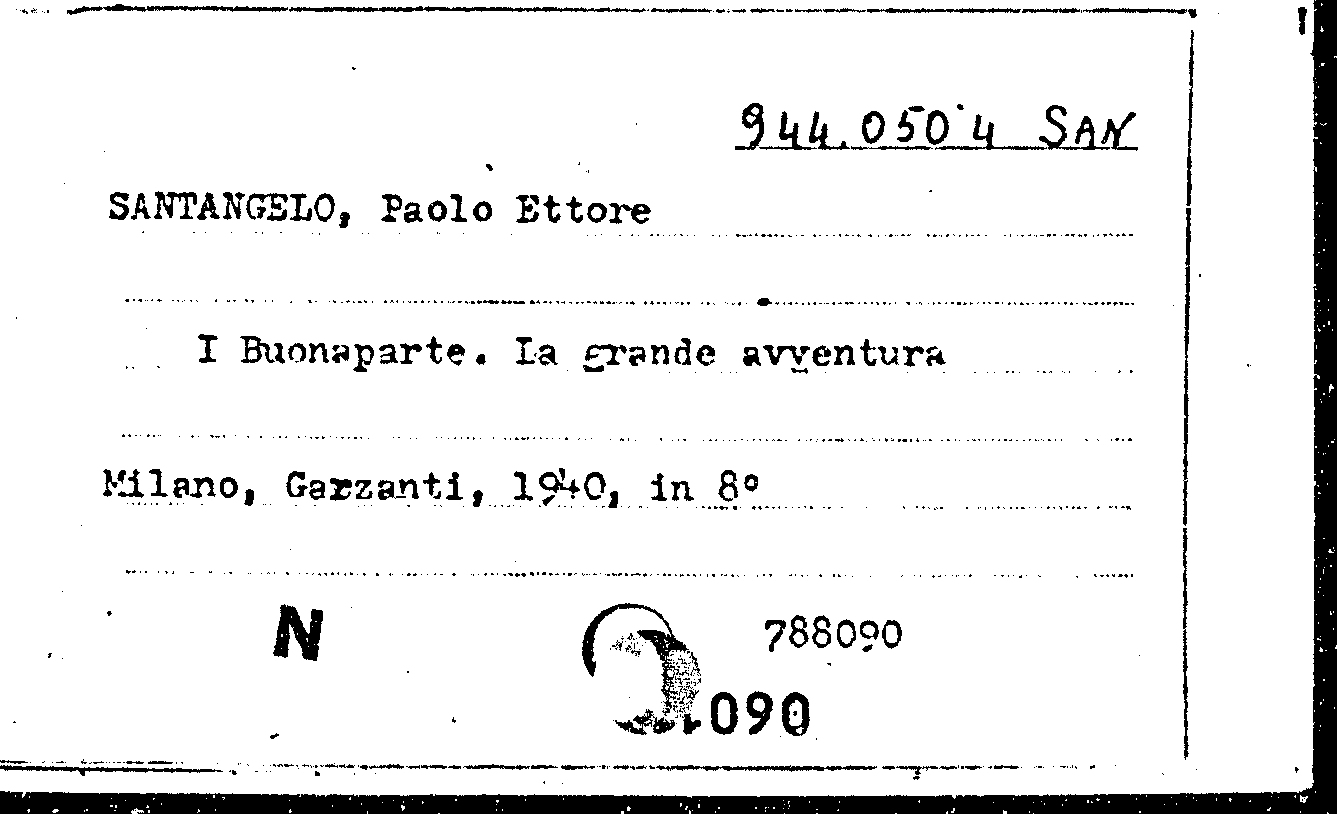 944.050'4 SAN
SANTANGELO, Paolo Ettore
I Buonaparte. La grande avventura
Milano, Garzanti, 1940, in 8°
N
788090
090